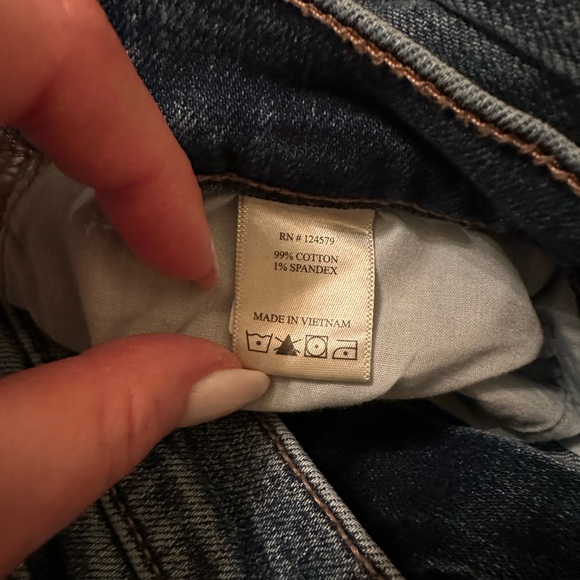 RN # 124579
99% COTTON
1% SPANDEX
MADE IN VIETNAM